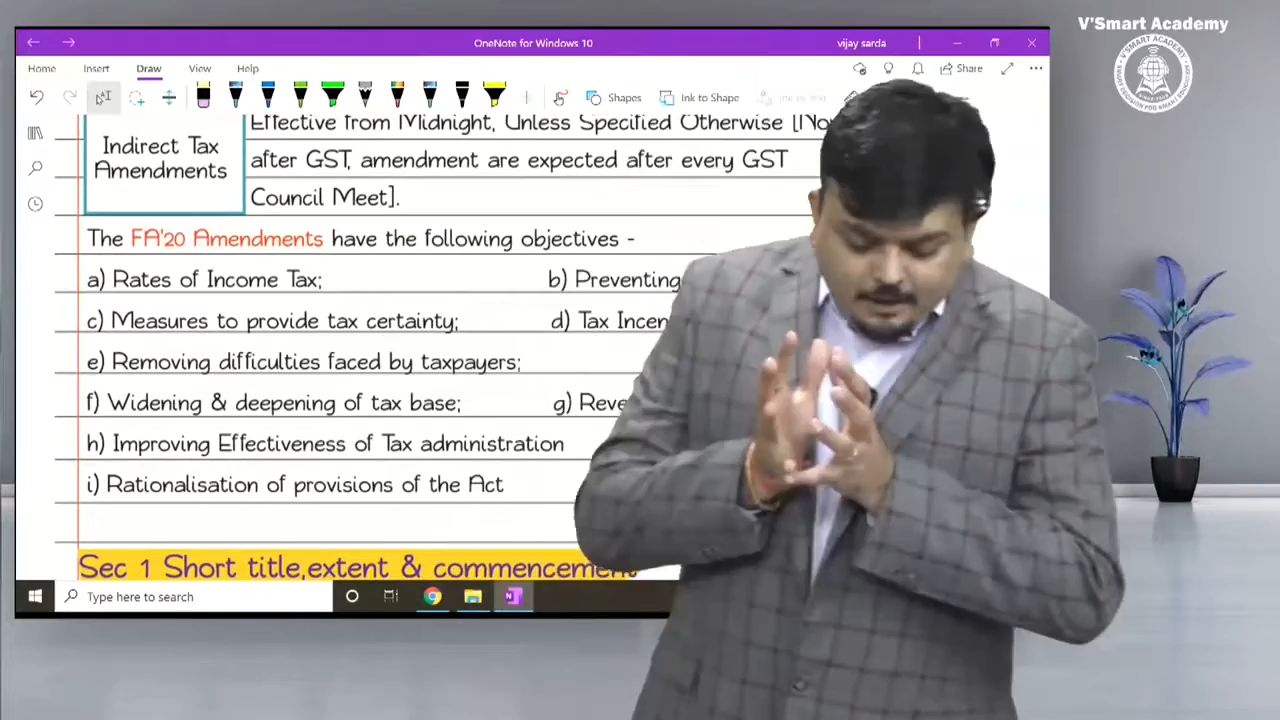 V'Smart Academy
OneNote for Windows 10
vijay sarda
Home Insert Draw View Help
Share
Shapes Ink to Shape
Effective from Midnight, Unless Specified Otherwise
Indirect Tax
Amendments
after GST, amendment are expected after every GST
Council Meet].
The FA'20 Amendments have the following objectives -
a) Rates of Income Tax;
b) Preventing
c) Measures to provide tax certainty;
d) Tax
e) Removing difficulties faced by taxpayers;
f) Widening & deepening of tax base;
g)
h) Improving Effectiveness of Tax administration
i) Rationalisation of provisions of the Act
Sec 1 Short title,extent & commencement
Type here to search